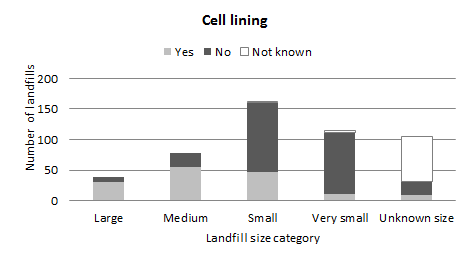 Cell lining
Yes No Not known
Number of landfills
200
150
100
50
0
Large Medium Small Very small Unknown size
Landfill size category